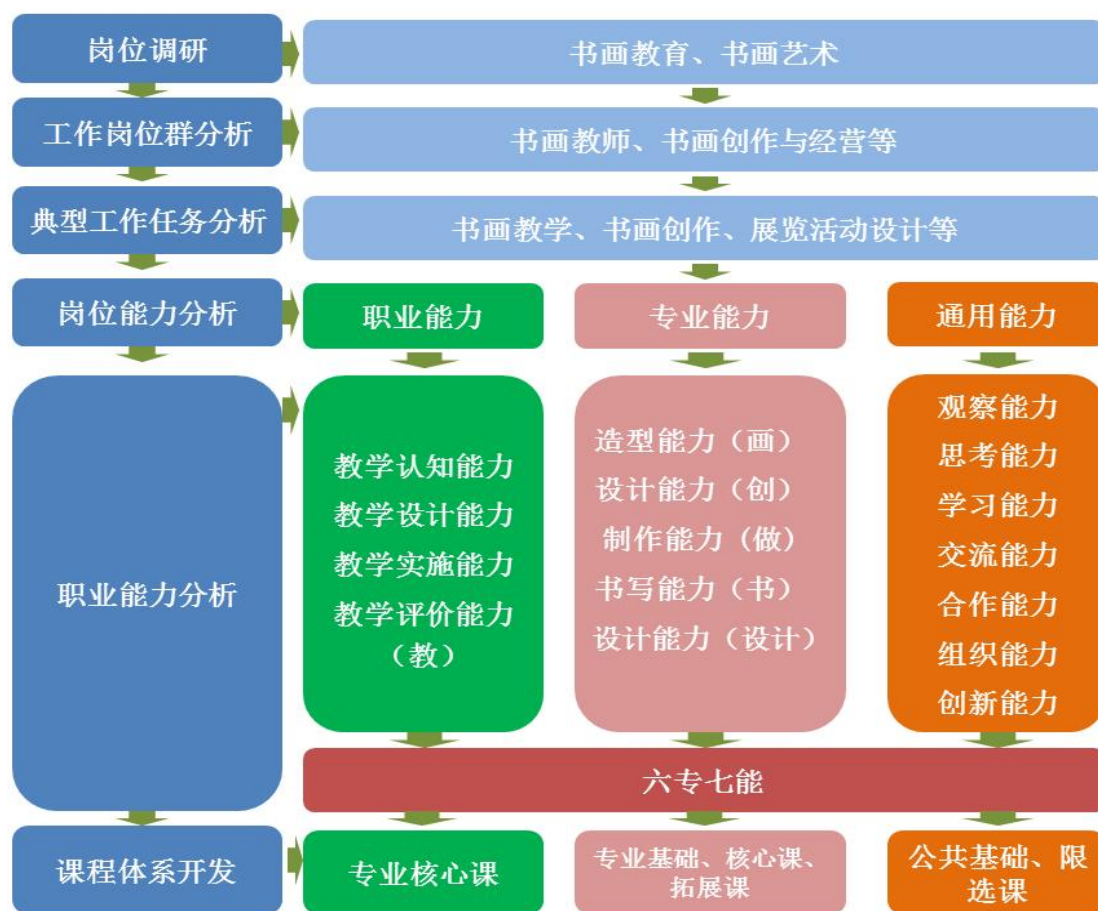 岗位调研
书画教育、书画艺术
工作岗位群分析
书画教师、书画创作与经营等
典型工作任务分析
书画教学、书画创作、展览活动设计等
岗位能力分析
职业能力
专业能力
通用能力
职业能力分析
教学认知能力
教学设计能力
教学实施能力
教学评价能力
（教）
造型能力（画）
设计能力（创）
制作能力（做）
书写能力（书）
设计能力（设计）
观察能力
思考能力
学习能力
交流能力
合作能力
组织能力
创新能力
六专七能
课程体系开发
专业核心课
专业基础、核心课、
拓展课
公共基础、限
选课